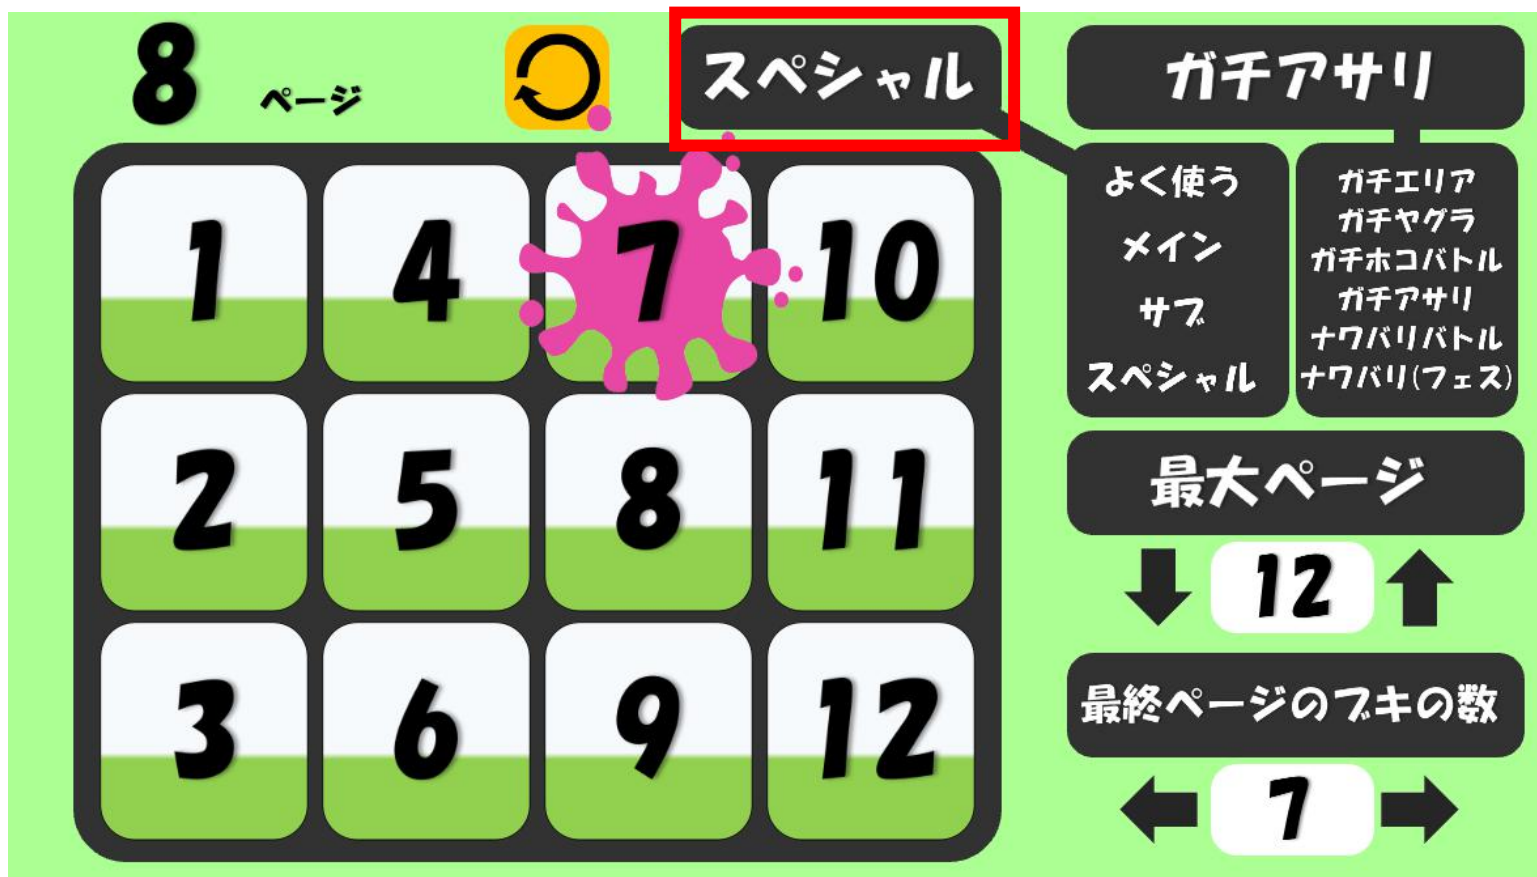 8 ページ
スペシャル
ガチアサリ
1 4 7 10
2 5 8 11
3 6 9 12
よく使う
メイン
サブ
スペシャル
ガチエリア
ガチヤグラ
ガチホコバトル
ガチアサリ
ナワバリバトル
ナワバリ(フェス)
最大ページ
12
最終ページのブキの数
7